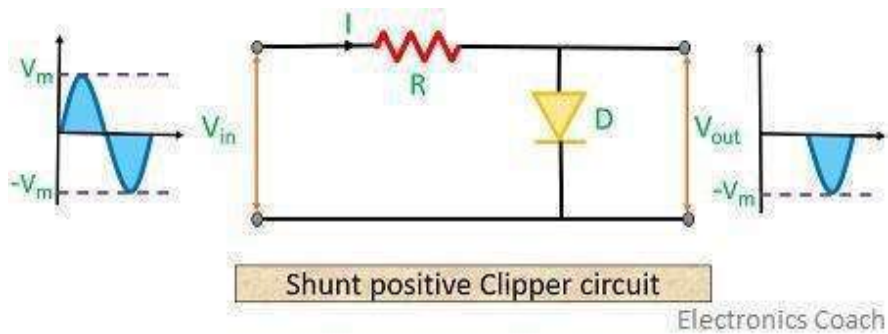 I
R
D
Vm
-Vm
Vin
Vout
-Vm
Shunt positive Clipper circuit
Electronics Coach